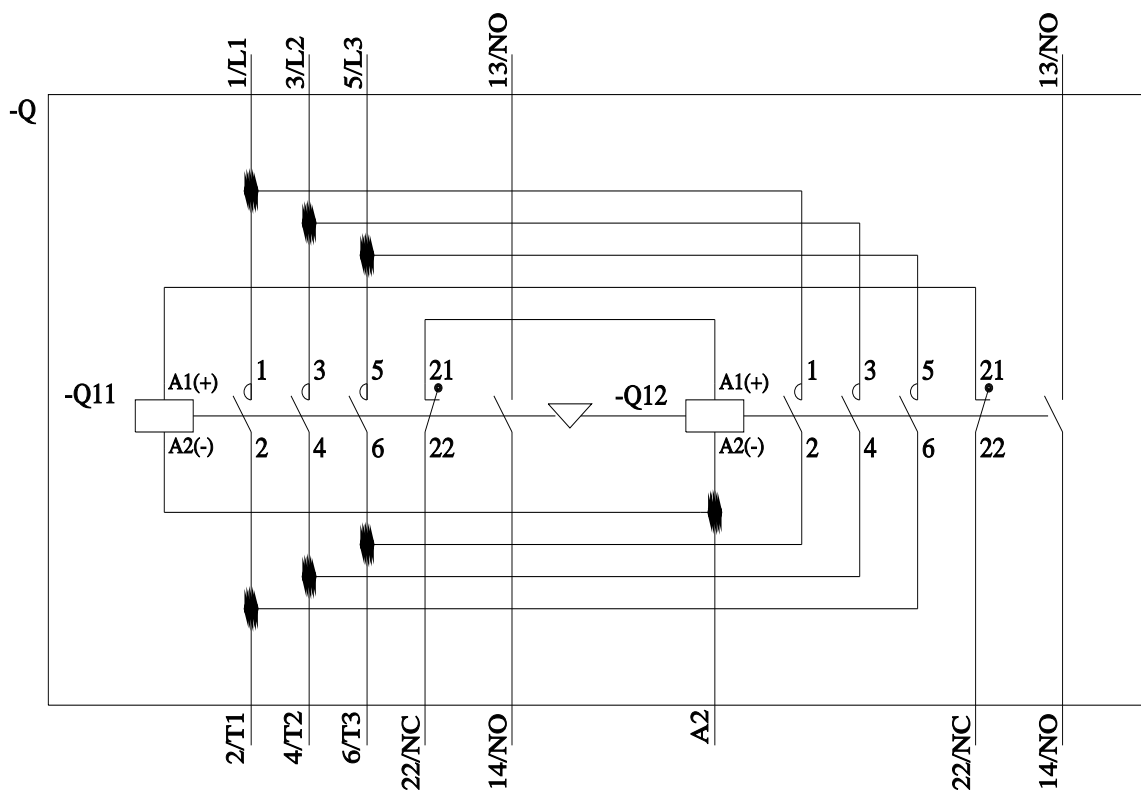 1/L1
3/L2
5/L3
13/NO
13/NO
-Q
1
3
5
21
1
3
5
21
A1(+)
A1(+)
-Q11
-Q12
A2(-)
2
4
6
22
A2(-)
2
4
6
22
2/T1
4/T2
6/T3
22/NC
14/NO
A2
22/NC
14/NO